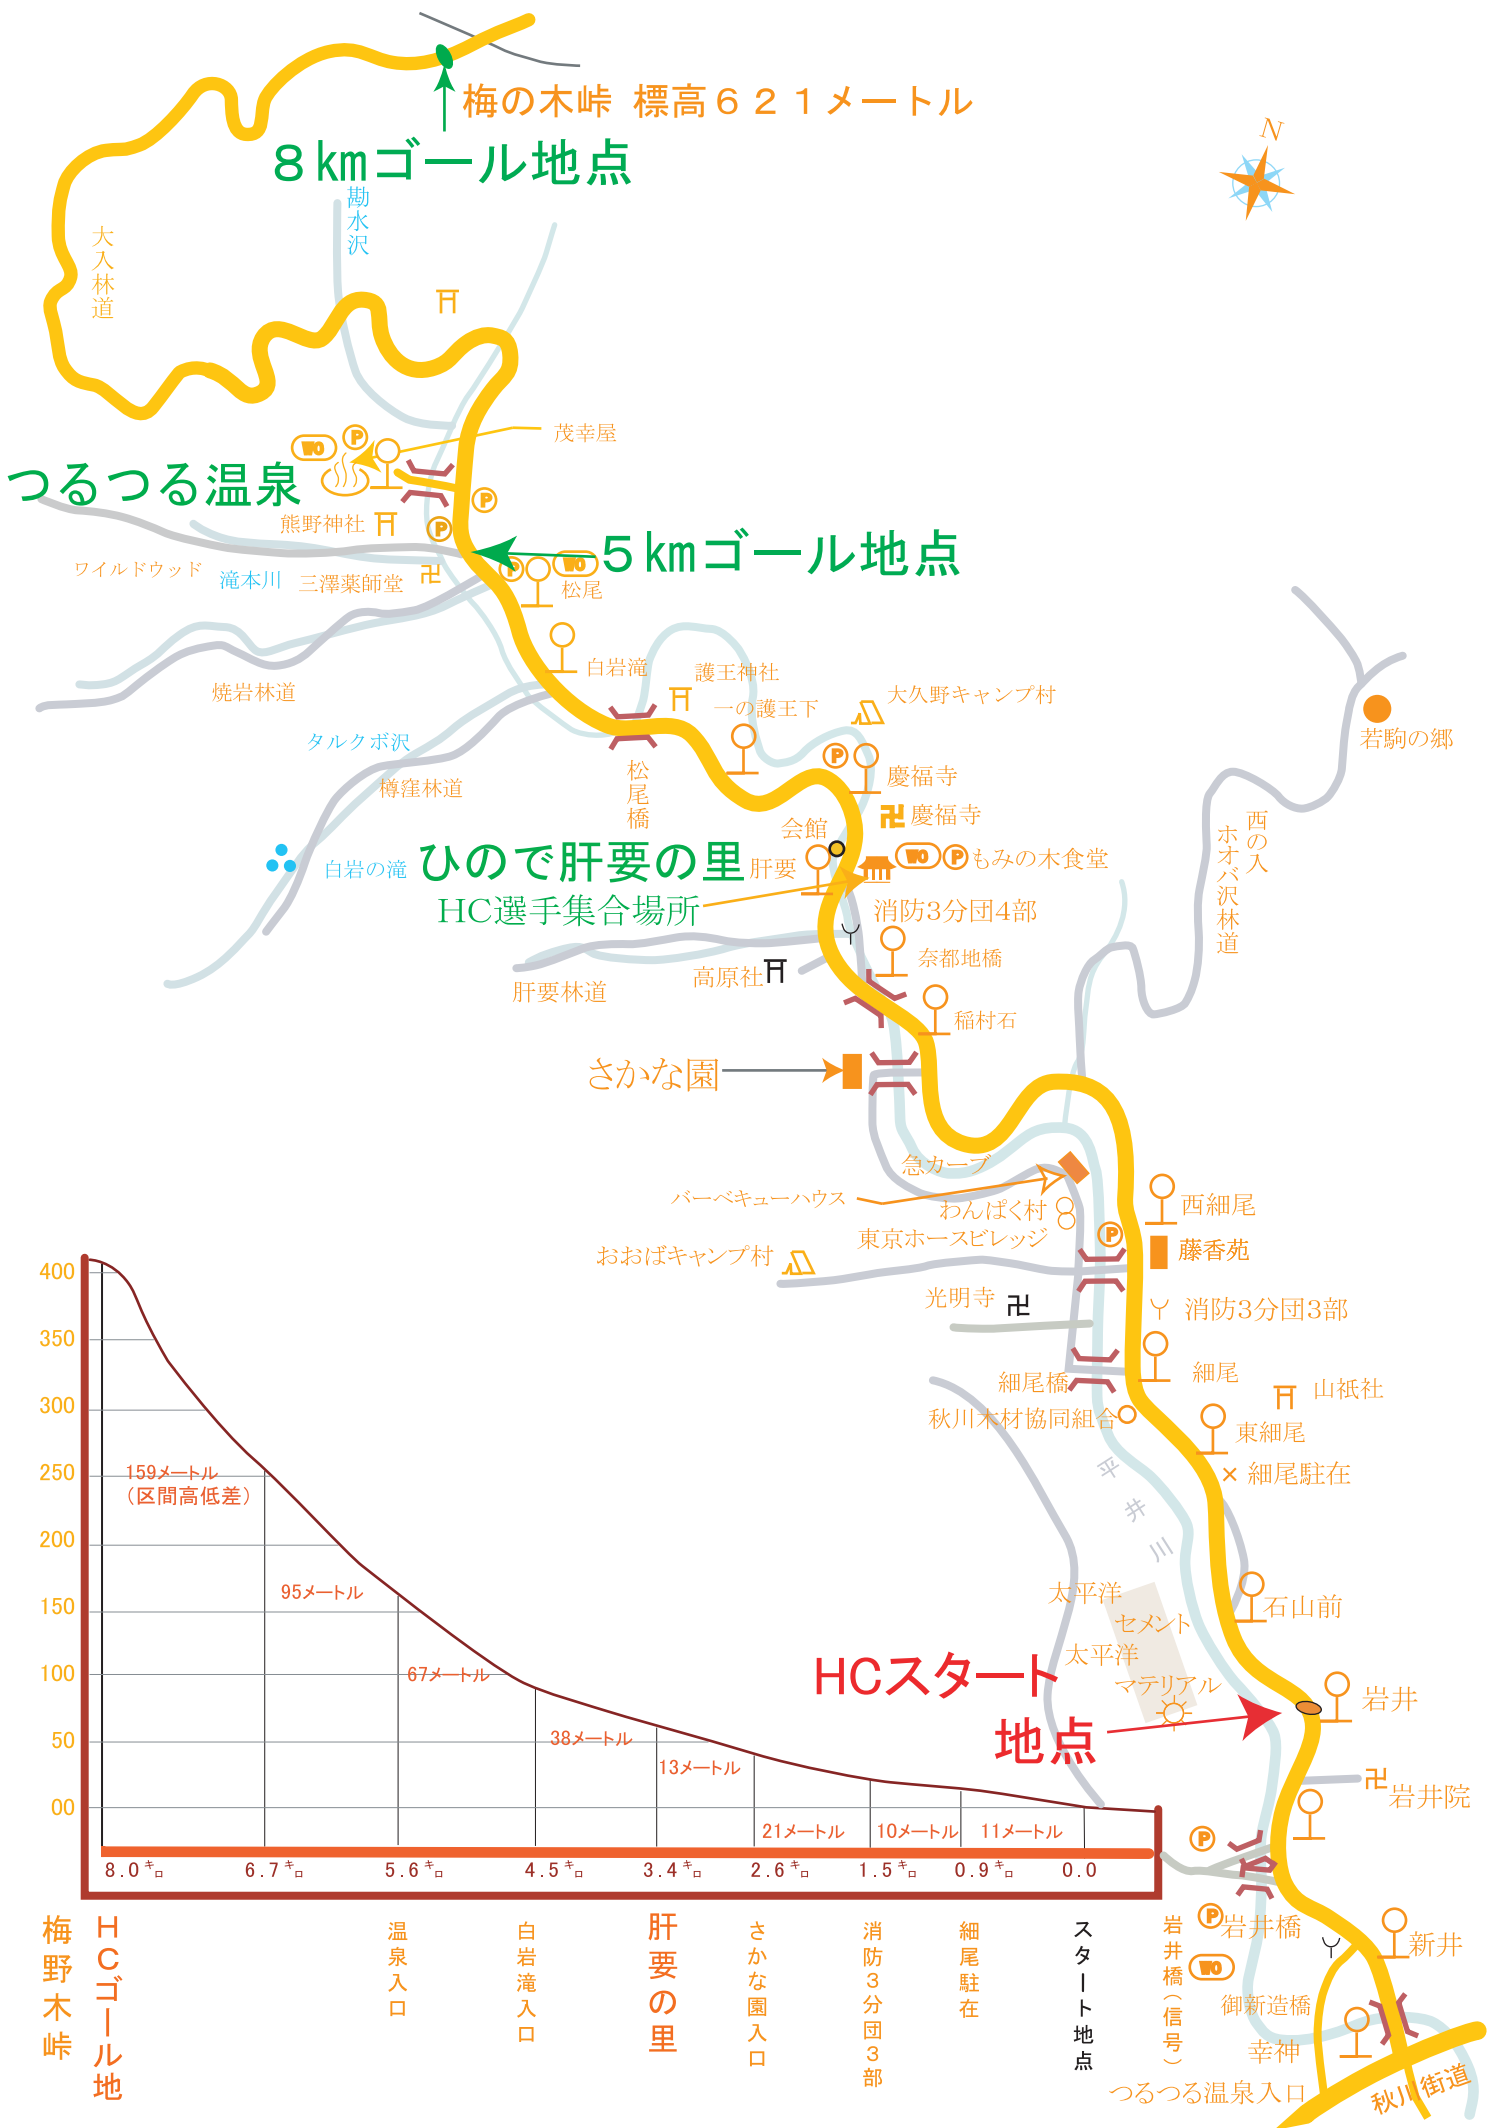 梅の木峠 標高６２１メートル
８kmゴール地点
N
勘水沢
大入林道
茂幸屋
WO
P
つるつる温泉
P
熊野神社
P
５kmゴール地点
P
WO
ワイルドウッド
滝本川
三澤薬師堂
松尾
白岩滝
焼岩林道
護王神社
一の護王下
大久野キャンプ村
若駒の郷
タルクボ沢
樽窪林道
松尾橋
P
慶福寺
慶福寺
会館
西の入
ホオバ沢林道
白岩の滝
ひので肝要の里
肝要
WO
P
もみの木食堂
HC選手集合場所
消防3分団4部
奈都地橋
高原社
肝要林道
稲村石
さかな園
急カーブ
バーベキューハウス
わんぱく村
西細尾
東京ホースビレッジ
P
藤香苑
おおばキャンプ村
光明寺
消防3分団3部
細尾橋
細尾
山祇社
秋川木材協同組合
東細尾
細尾駐在
平井川
太平洋
セメント
石山前
太平洋
マテリアル
HCスタート
地点
岩井
岩井院
P
P
岩井橋
新井
WO
御新造橋
幸神
つるつる温泉入口
秋川街道
400
350
300
250
200
150
100
50
00
159メートル
（区間高低差）
95メートル
67メートル
38メートル
13メートル
21メートル
10メートル
11メートル
8.0キロ
6.7キロ
5.6キロ
4.5キロ
3.4キロ
2.6キロ
1.5キロ
0.9キロ
0.0
梅野木峠
HCゴール地
温泉入口
白岩滝入口
肝要の里
さかな園入口
消防３分団３部
細尾駐在
スタート地点
岩井橋（信号）